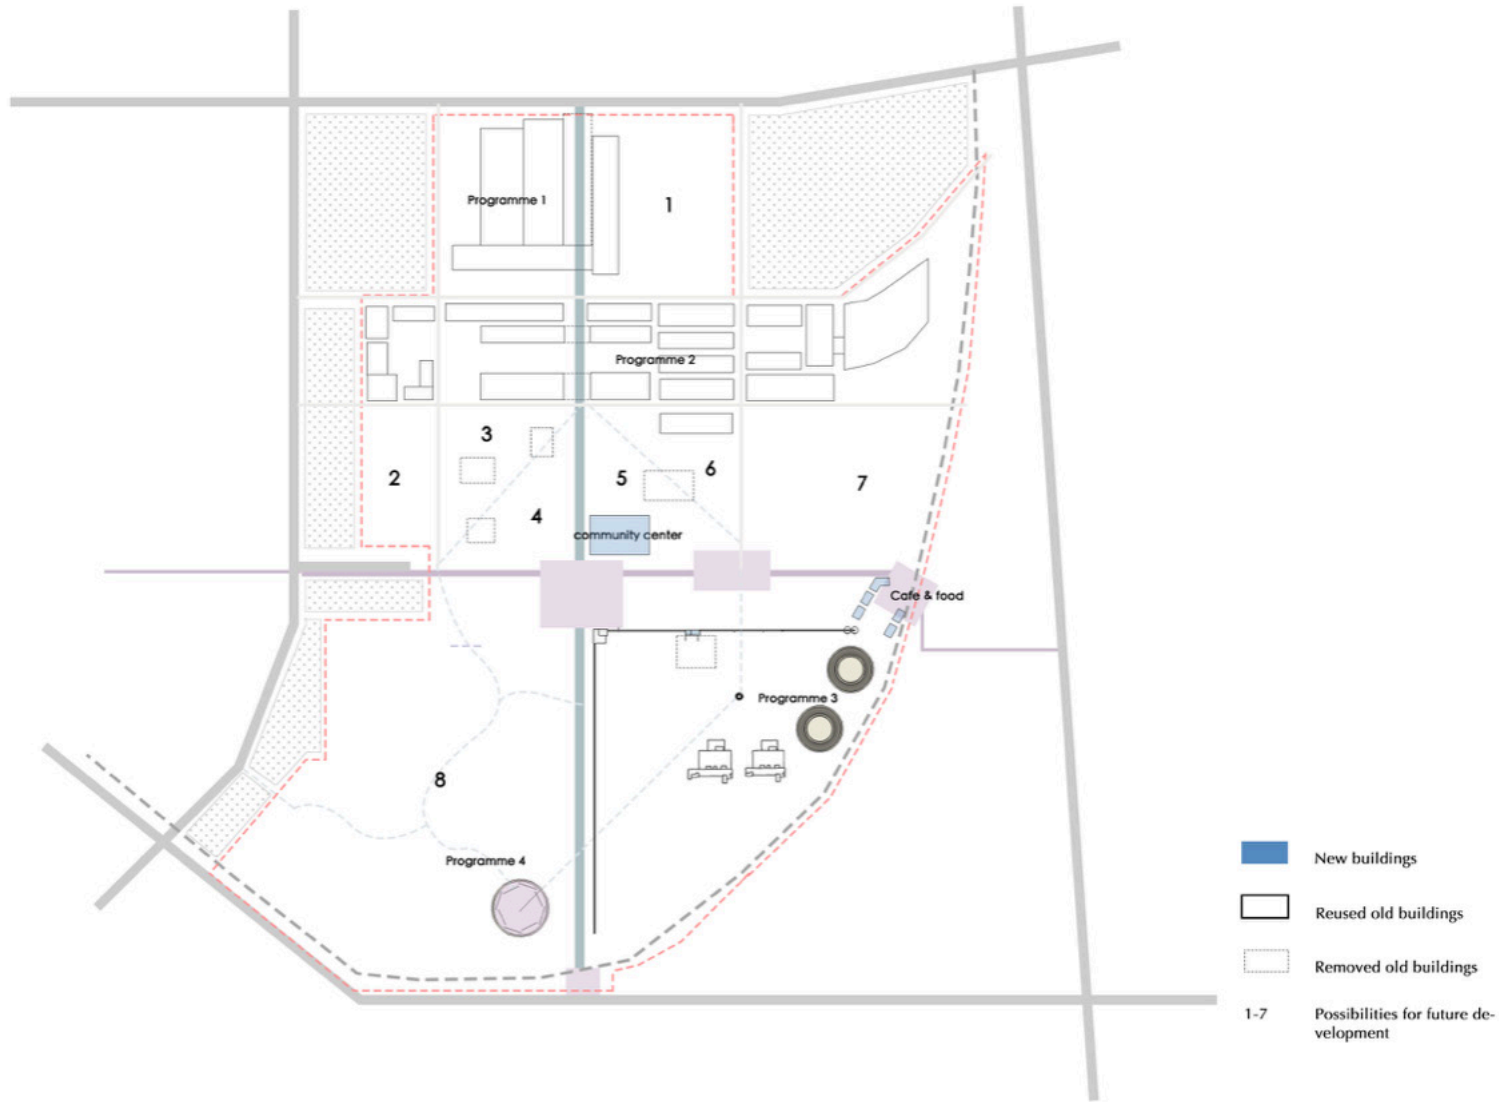 Programme 1
1
Programme 2
3
2
5
6
7
4
community center
Cafe & food
Programme 3
8
Programme 4
New buildings
Reused old buildings
Removed old buildings
1-7
Possibilities for future de-
velopment